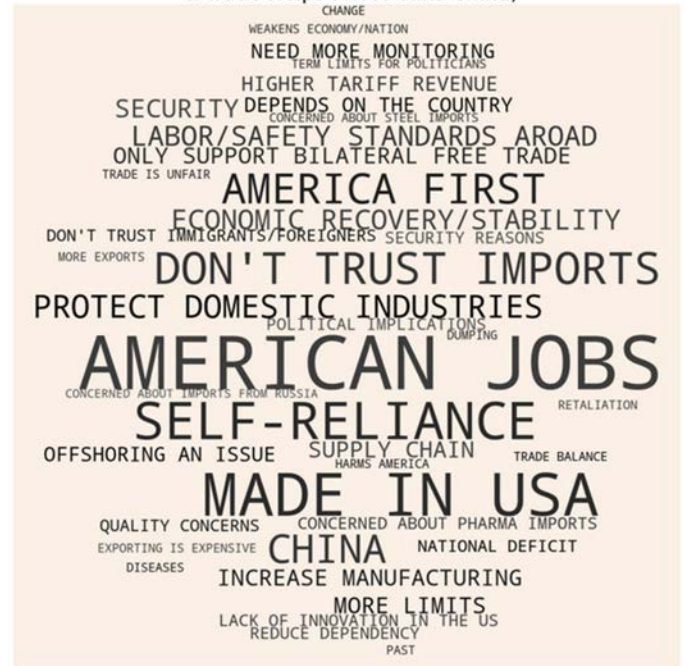 CHANGE
WEAKENS ECONOMY/NATION
NEED MORE MONITORING
TERM LIMITS FOR POLITICIANS
HIGHER TARIFF REVENUE
SECURITY DEPENDS ON THE COUNTRY
CONCERNED ABOUT STEEL IMPORTS
LABOR/SAFETY STANDARDS AROAD
ONLY SUPPORT BILATERAL FREE TRADE
TRADE IS UNFAIR AMERICA FIRST
ECONOMIC RECOVERY/STABILITY
DON'T TRUST IMMIGRANTS/FOREIGNERS SECURITY REASONS
MORE EXPORTS DON'T TRUST IMPORTS
PROTECT DOMESTIC INDUSTRIES
POLITICAL IMPLICATIONS
DUMPING
AMERICAN JOBS
CONCERNED ABOUT IMPORTS FROM RUSSIA
SELF-RELIANCE RETALIATION
OFFSHORING AN ISSUE SUPPLY CHAIN TRADE BALANCE
HARMS AMERICA
MADE IN USA
QUALITY CONCERNS CONCERNED ABOUT PHARMA IMPORTS
EXPORTING IS EXPENSIVE CHINA NATIONAL DEFICIT
DISEASES
INCREASE MANUFACTURING
MORE LIMITS
LACK OF INNOVATION IN THE US
REDUCE DEPENDENCY
PAST